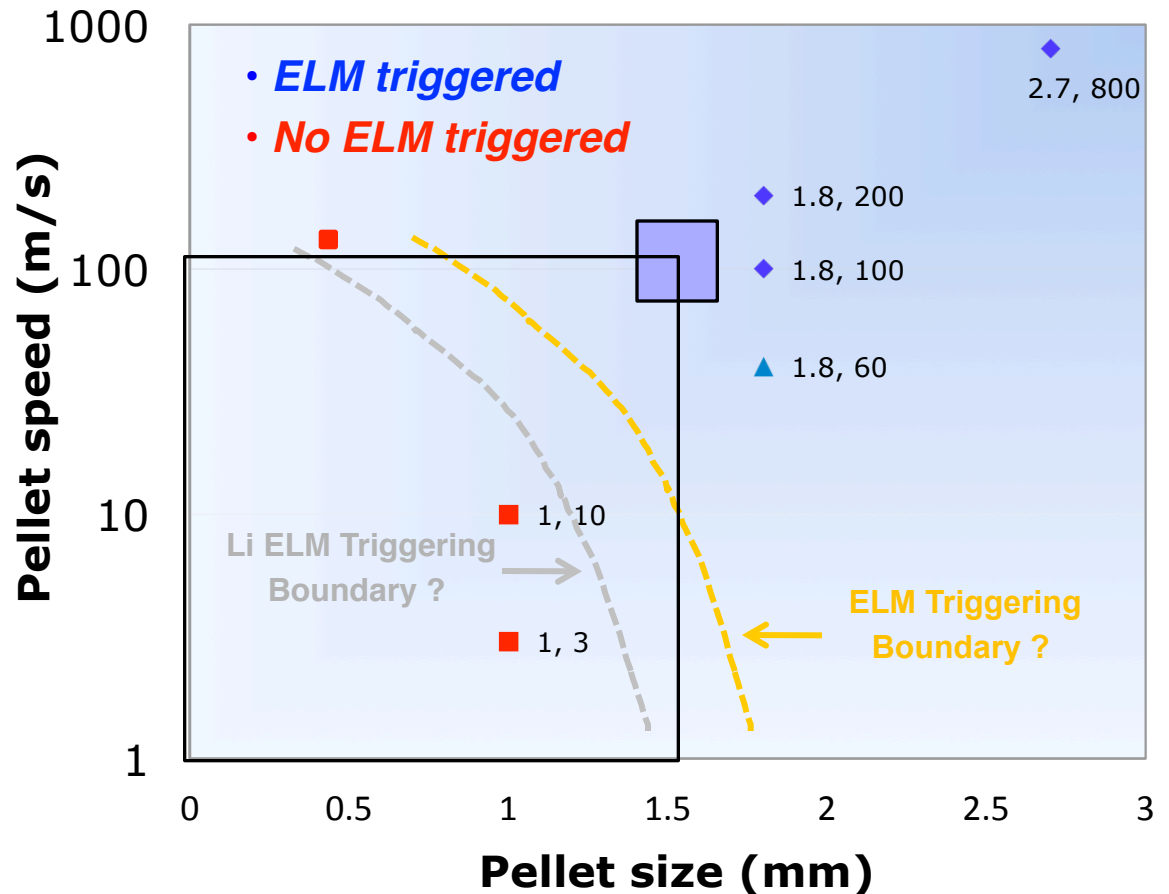 1000
• ELM triggered
• No ELM triggered
2.7, 800
1.8, 200
100
1.8, 100
1.8, 60
10
1, 10
Li ELM Triggering
Boundary ?
ELM Triggering
Boundary ?
1, 3
1
0
0.5
1
1.5
2
2.5
3
Pellet speed (m/s)
Pellet size (mm)